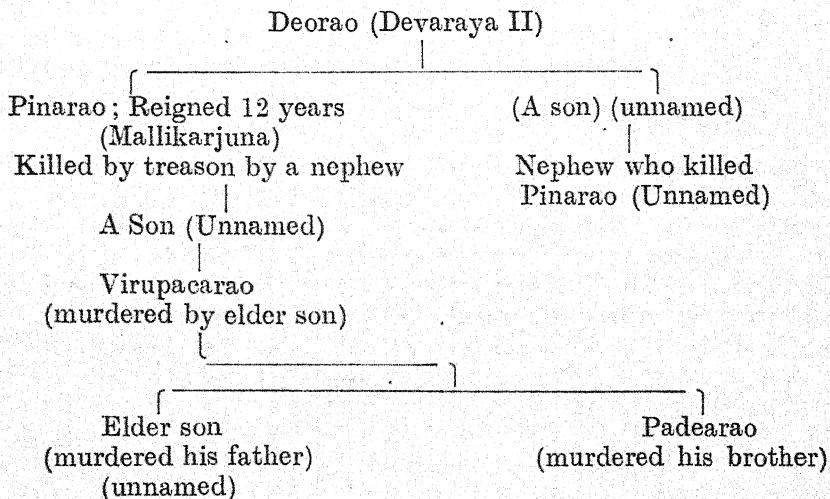 Deorao (Devaraya II)
Pinarao ; Reigned 12 years (A son) (unnamed)
(Mallikarjuna)
Killed by treason by a nephew Nephew who killed
Pinarao (Unnamed)
A Son (Unnamed)
Virupacarao
(murdered by elder son)
Elder son Padearao
(murdered his father) (murdered his brother)
(unnamed)